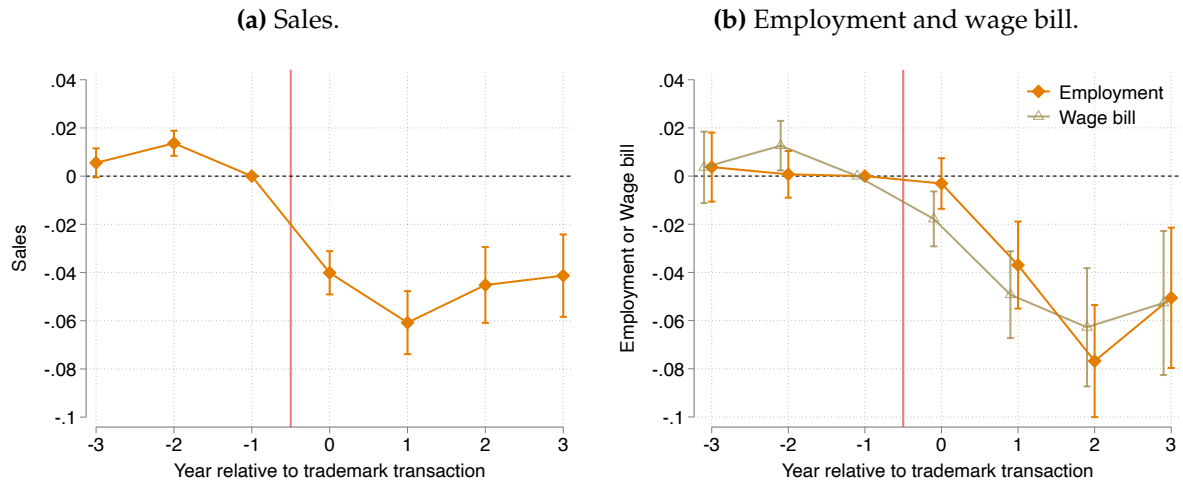 (a) Sales.
.04
.02
0
-.02
-.04
-.06
-.08
-.1
Sales
-3 -2 -1 0 1 2 3
Year relative to trademark transaction
(b) Employment and wage bill.
.04
.02
0
-.02
-.04
-.06
-.08
-.1
Employment or Wage bill
Employment
Wage bill
-3 -2 -1 0 1 2 3
Year relative to trademark transaction